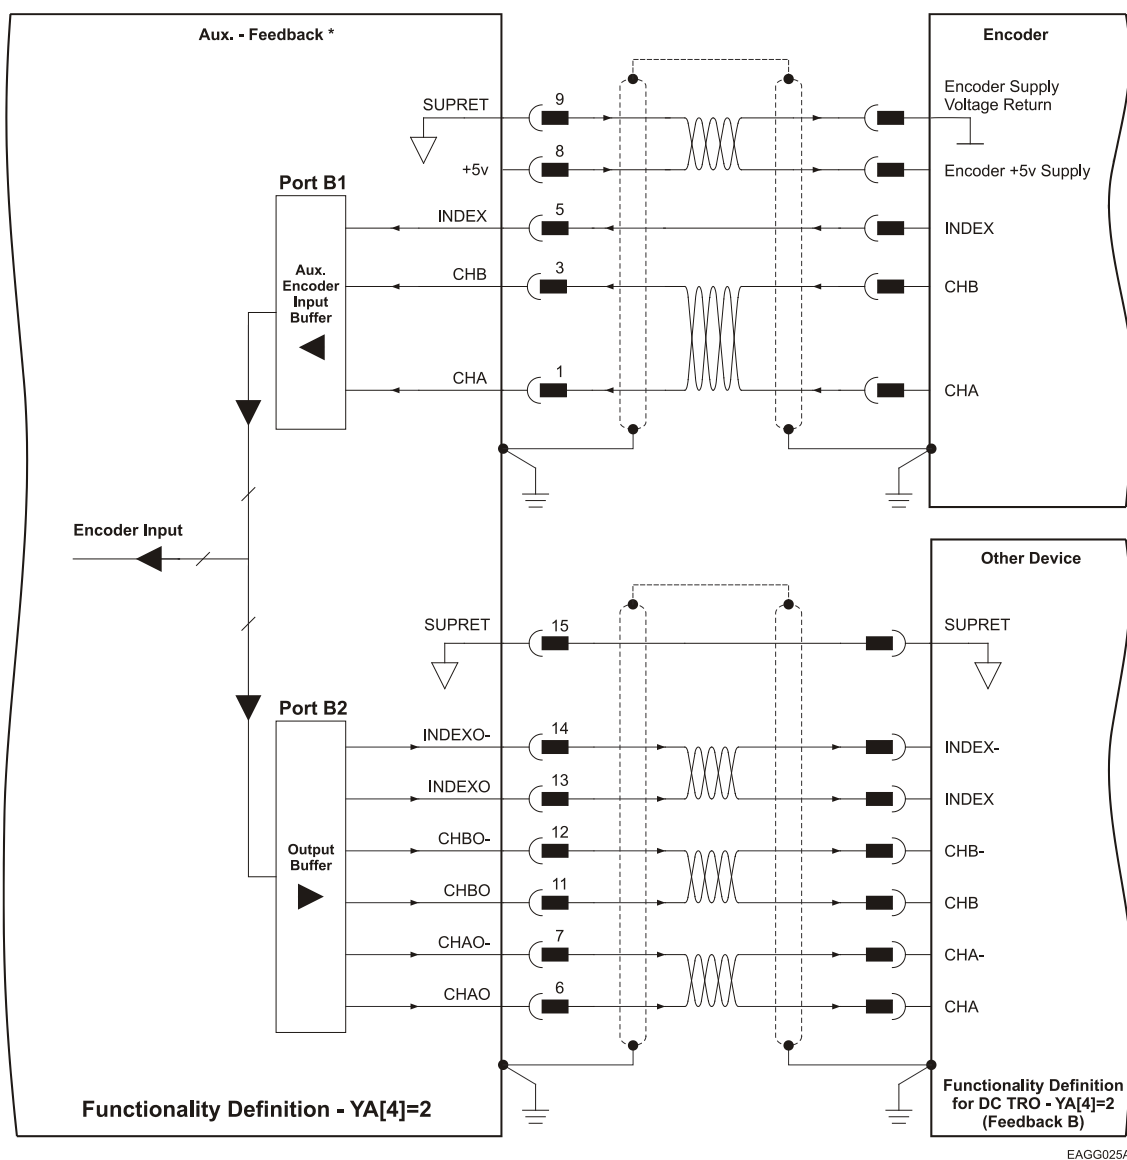 Aux. - Feedback *
Encoder
SUPRET
9
Encoder Supply
Voltage Return
+5v
8
Encoder +5v Supply
Port B1
INDEX
5
INDEX
CHB
3
CHB
Aux.
Encoder
Input
Buffer
CHA
1
CHA
Encoder Input
Other Device
SUPRET
15
SUPRET
Port B2
INDEXO-
14
INDEX-
INDEXO
13
INDEX
CHBO-
12
CHB-
Output
Buffer
CHBO
11
CHB
CHAO-
7
CHA-
CHAO
6
CHA
Functionality Definition - YA[4]=2
Functionality Definition
for DC TRO - YA[4]=2
(Feedback B)
EAGG025A